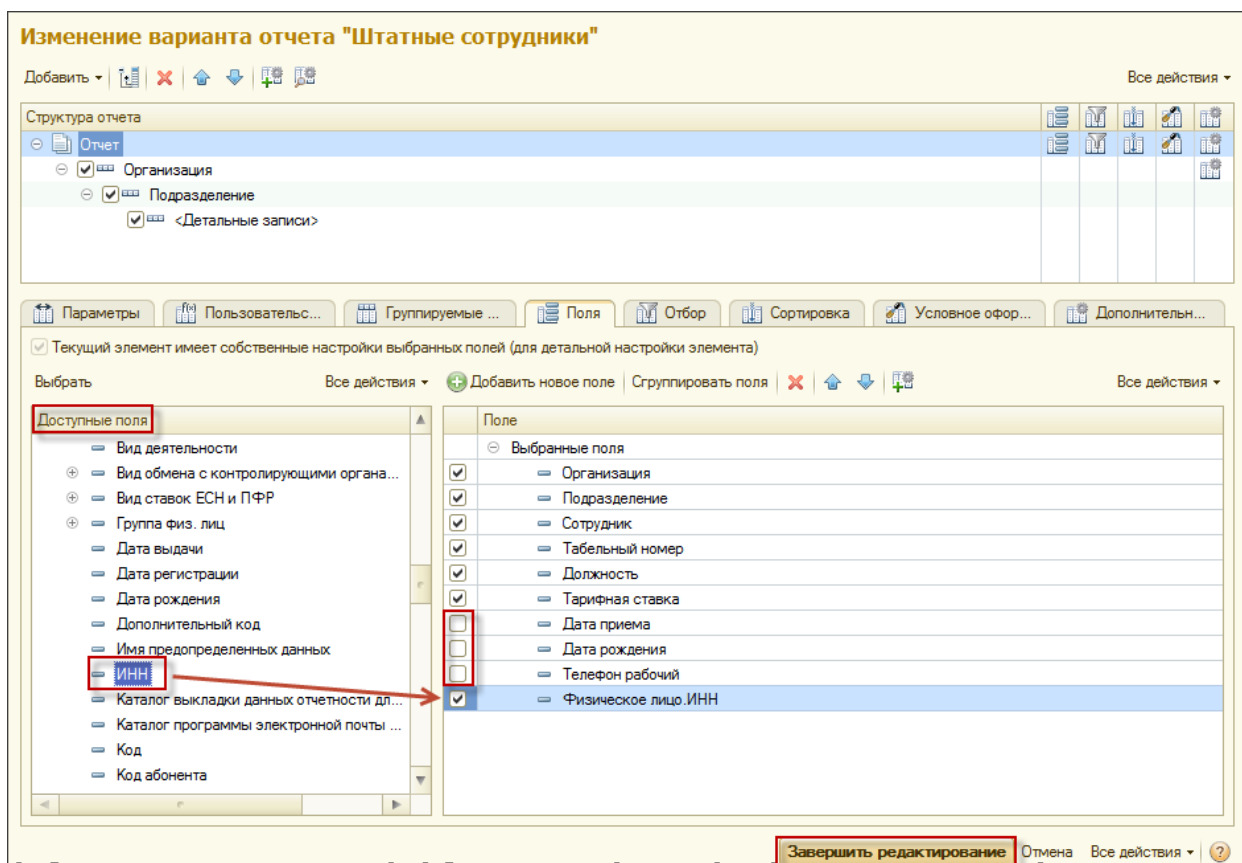 Изменение варианта отчета "Штатные сотрудники"
Добавить Все действия
Структура отчета
Отчет
Организация
Подразделение
<Детальные записи>
Параметры Пользовательс... Группируемые ... Поля Отбор Сортировка Условное офор... Дополнительн...
Текущий элемент имеет собственные настройки выбранных полей (для детальной настройки элемента)
Выбрать Все действия Добавить новое поле Сгруппировать поля Все действия
Доступные поля Поле
Вид деятельности Выбранные поля
Вид обмена с контролирующими органа... Организация
Вид ставок ЕСН и ПФР Подразделение
Группа физ. лиц Сотрудник
Дата выдачи Табельный номер
Дата регистрации Должность
Дата рождения Тарифная ставка
Дополнительный код Дата приема
Имя предопределенных данных Дата рождения
ИНН Телефон рабочий
Каталог выкладки данных отчетности дл... Физическое лицо.ИНН
Каталог программы электронной почты ...
Код
Код абонента
Завершить редактирование Отмена Все действия ?